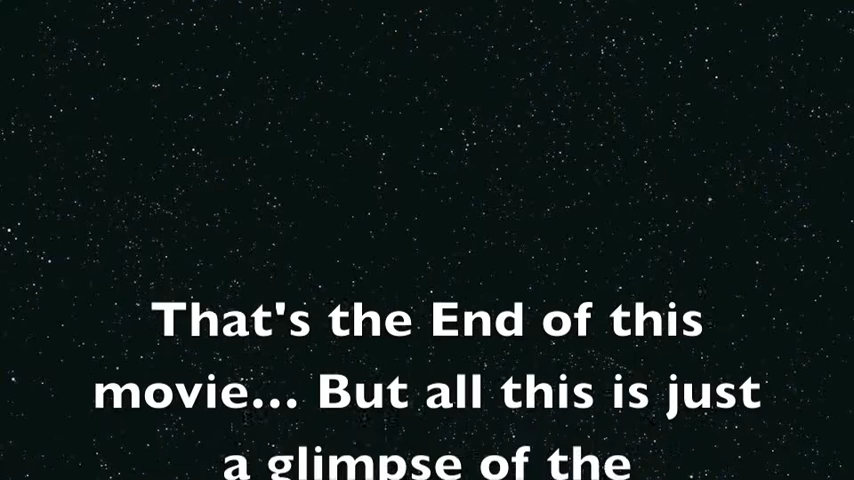 That's the End of this
movie... But all this is just
a glimpse of the